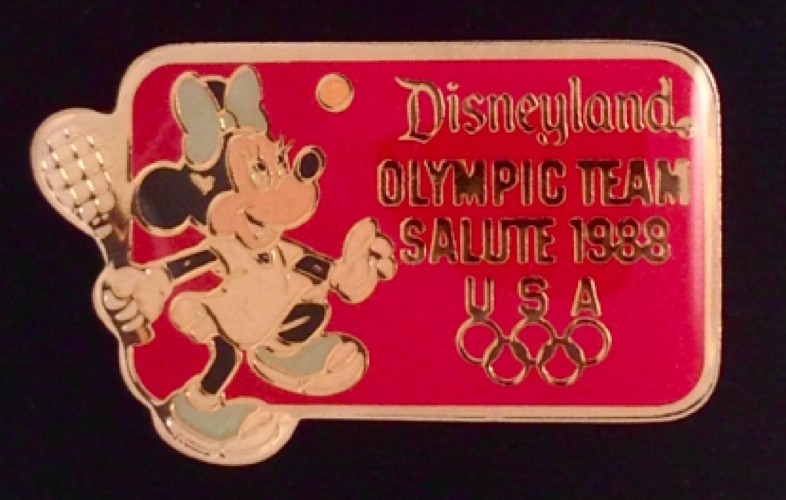 Disneyland
OLYMPIC TEAM
SALUTE 1988
USA